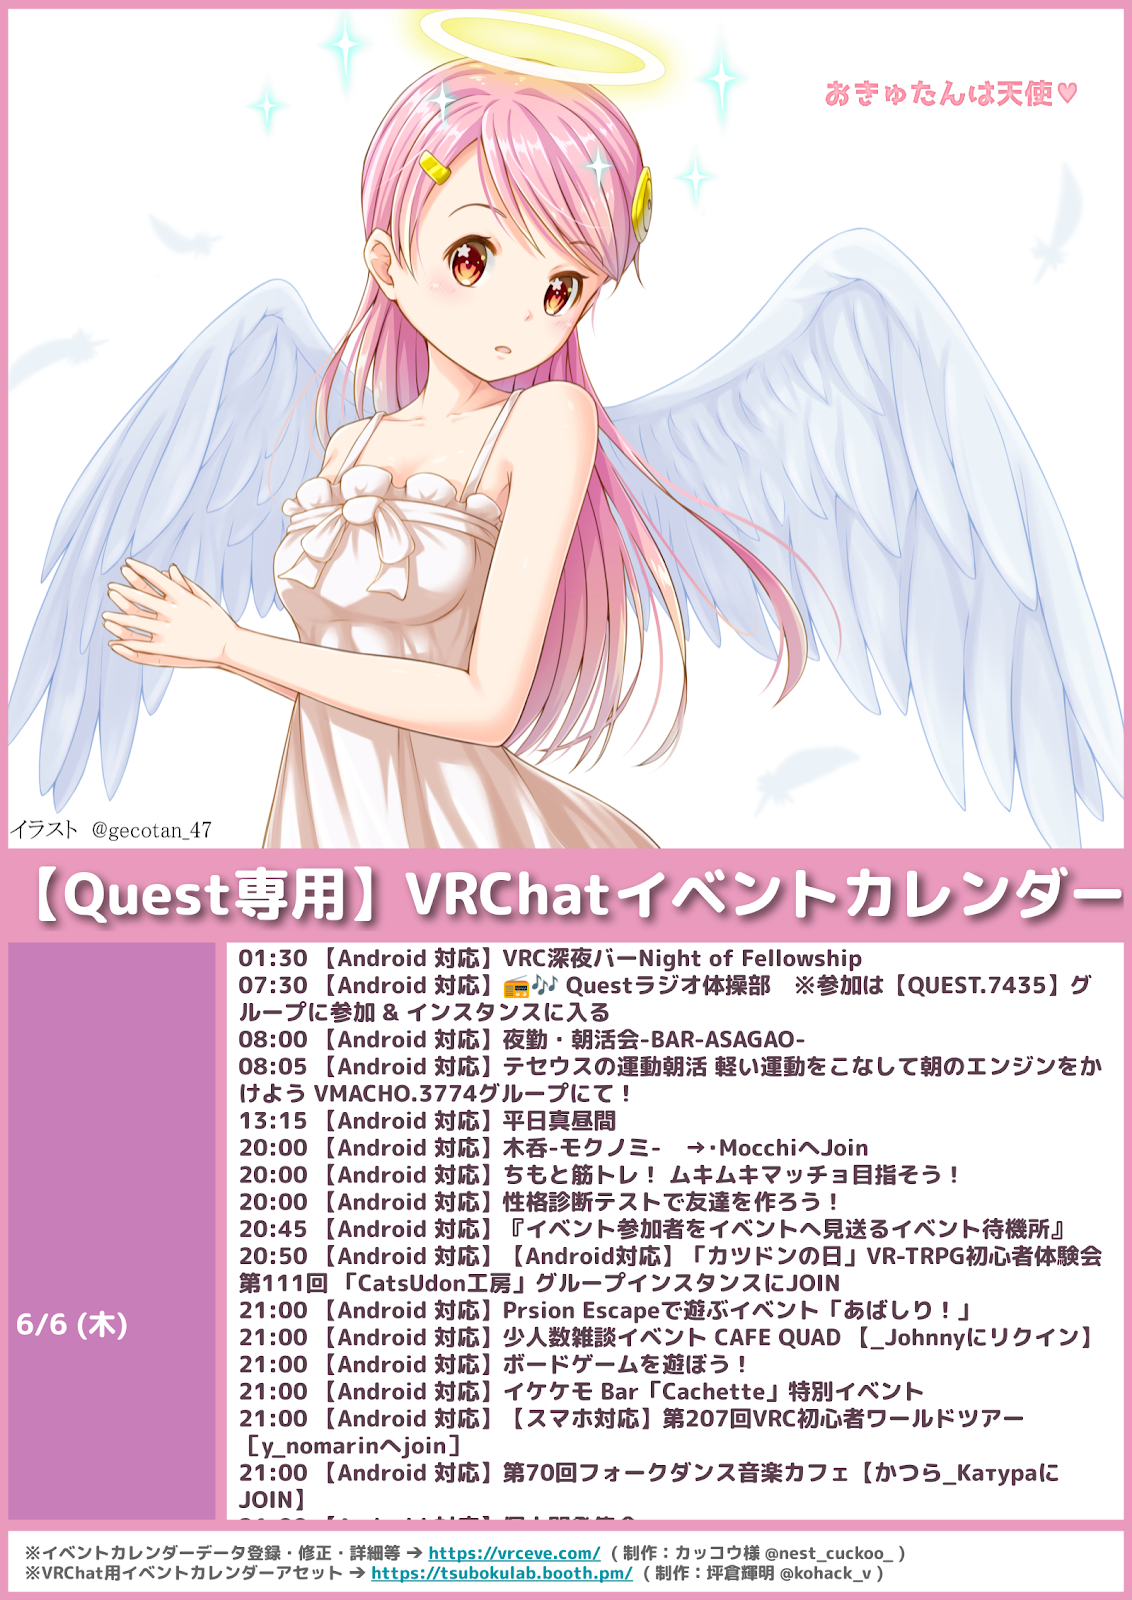 おきゅたんは天使♥
イラスト @gecotan_47
【Quest専用】VRChatイベントカレンダー
6/6 (木)
01:30 【Android 対応】VRC深夜バーNight of Fellowship
07:30 【Android 対応】📻🎶 Questラジオ体操部　※参加は【QUEST.7435】グ
ループに参加 & インスタンスに入る
08:00 【Android 対応】夜勤・朝活会-BAR-ASAGAO-
08:05 【Android 対応】テセウスの運動朝活 軽い運動をこなして朝のエンジンをか
けよう VMACHO.3774グループにて！
13:15 【Android 対応】平日真昼間
20:00 【Android 対応】木呑-モクノミ-　→･MocchiへJoin
20:00 【Android 対応】ちもと筋トレ！ ムキムキマッチョ目指そう！
20:00 【Android 対応】性格診断テストで友達を作ろう！
20:45 【Android 対応】『イベント参加者をイベントへ見送るイベント待機所』
20:50 【Android 対応】【Android対応】「カツドンの日」VR-TRPG初心者体験会
第111回 「CatsUdon工房」グループインスタンスにJOIN
21:00 【Android 対応】Prsion Escapeで遊ぶイベント「あばしり！」
21:00 【Android 対応】少人数雑談イベント CAFE QUAD 【_Johnnyにリクイン】
21:00 【Android 対応】ボードゲームを遊ぼう！
21:00 【Android 対応】イケケモ Bar「Cachette」特別イベント
21:00 【Android 対応】【スマホ対応】第207回VRC初心者ワールドツアー
［y_nomarinへjoin］
21:00 【Android 対応】第70回フォークダンス音楽カフェ【かつら_Katypaに
JOIN】
※イベントカレンダーデータ登録・修正・詳細等 ➔ https://vrceve.com/ ( 制作：カッコウ様 @nest_cuckoo_ )
※VRChat用イベントカレンダーアセット ➔ https://tsubokulab.booth.pm/ ( 制作：坪倉輝明 @kohack_v )